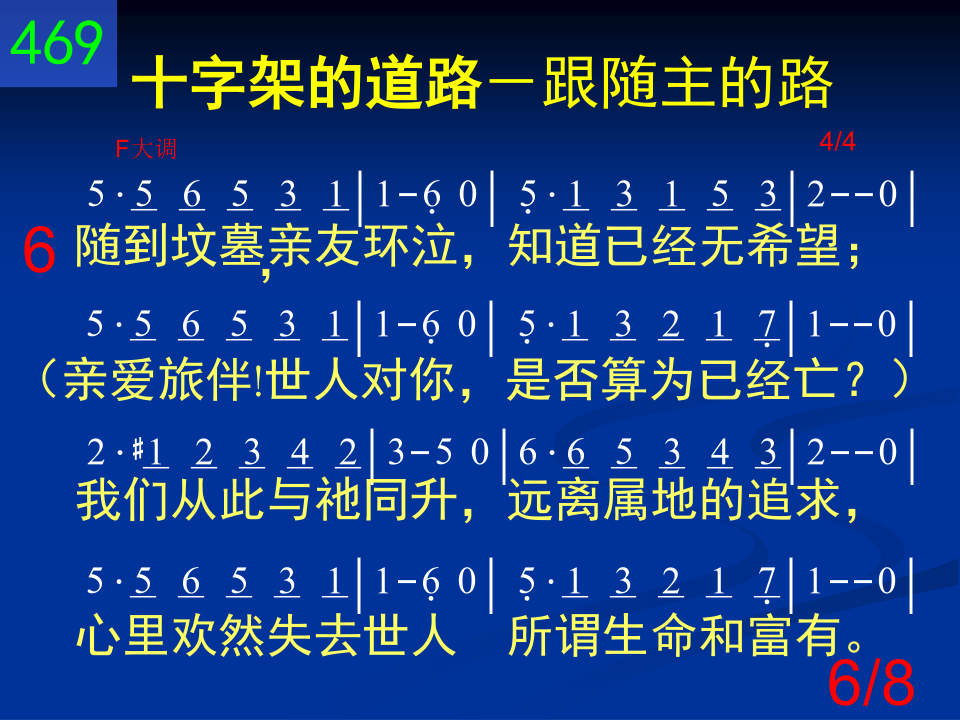 469
十字架的道路－跟随主的路
F大调 4/4
5 · 5 6 5 3 1 | 1 - 6̣ 0 | 5̣ · 1 3 1 5 3 | 2 - - 0 |
6 随到坟墓,亲友环泣，知道已经无希望；
5 · 5 6 5 3 1 | 1 - 6̣ 0 | 5̣ · 1 3 2 1 7̣ | 1 - - 0 |
（亲爱旅伴!世人对你，是否算为已经亡？）
2 · #1 2 3 4 2 | 3 - 5 0 | 6 · 6 5 3 4 3 | 2 - - 0 |
我们从此与祂同升，远离属地的追求，
5 · 5 6 5 3 1 | 1 - 6̣ 0 | 5̣ · 1 3 2 1 7̣ | 1 - - 0 |
心里欢然失去世人 所谓生命和富有。
6/8